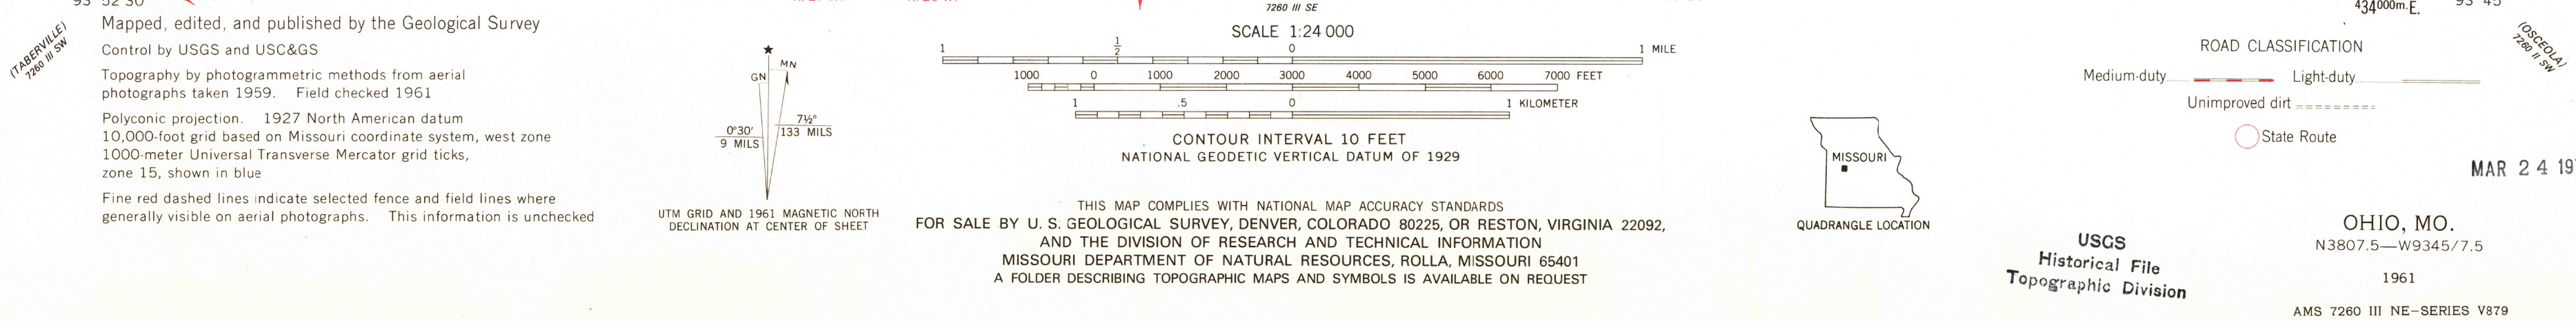 93° 52'30"
(TABERVILLE)
7260 III SW
Mapped, edited, and published by the Geological Survey
Control by USGS and USC&GS
Topography by photogrammetric methods from aerial
photographs taken 1959. Field checked 1961
Polyconic projection. 1927 North American datum
10,000-foot grid based on Missouri coordinate system, west zone
1000-meter Universal Transverse Mercator grid ticks,
zone 15, shown in blue
Fine red dashed lines indicate selected fence and field lines where
generally visible on aerial photographs. This information is unchecked
★
GN
MN
0°30′
9 MILS
7½°
133 MILS
UTM GRID AND 1961 MAGNETIC NORTH
DECLINATION AT CENTER OF SHEET
7260 III SE
SCALE 1:24 000
1 ½ 0 1 MILE
1000 0 1000 2000 3000 4000 5000 6000 7000 FEET
1 .5 0 1 KILOMETER
CONTOUR INTERVAL 10 FEET
NATIONAL GEODETIC VERTICAL DATUM OF 1929
THIS MAP COMPLIES WITH NATIONAL MAP ACCURACY STANDARDS
FOR SALE BY U. S. GEOLOGICAL SURVEY, DENVER, COLORADO 80225, OR RESTON, VIRGINIA 22092,
AND THE DIVISION OF RESEARCH AND TECHNICAL INFORMATION
MISSOURI DEPARTMENT OF NATURAL RESOURCES, ROLLA, MISSOURI 65401
A FOLDER DESCRIBING TOPOGRAPHIC MAPS AND SYMBOLS IS AVAILABLE ON REQUEST
MISSOURI
QUADRANGLE LOCATION
434000m.E.
93° 45'
(OSCEOLA)
7260 II SW
ROAD CLASSIFICATION
Medium-duty Light-duty
Unimproved dirt
State Route
MAR 24 19
USGS
Historical File
Topographic Division
OHIO, MO.
N3807.5—W9345/7.5
1961
AMS 7260 III NE-SERIES V879